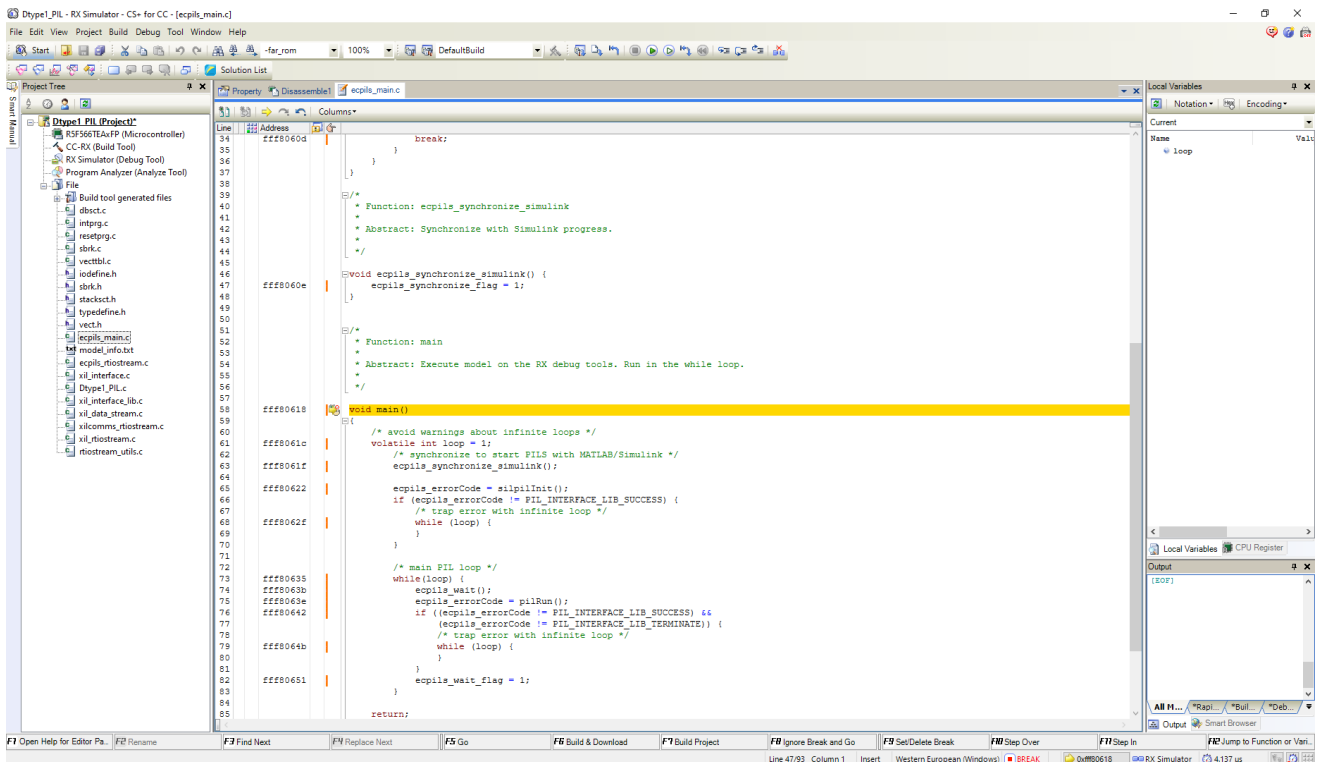 Dtype1_PIL - RX Simulator - CS+ for CC - [ecpils_main.c]
File Edit View Project Build Debug Tool Window Help
Start -far_rom 100% DefaultBuild
Solution List
Project Tree
Property Disassemble1 ecpils_main.c
Local Variables
Smart Manual
Columns
Notation Hex Encoding
Dtype1_PIL (Project)*
R5F566TEAxFP (Microcontroller)
CC-RX (Build Tool)
RX Simulator (Debug Tool)
Program Analyzer (Analyze Tool)
File
Build tool generated files
dbsct.c
intprg.c
resetprg.c
sbrk.c
vecttbl.c
iodefine.h
sbrk.h
stacksct.h
typedefine.h
vect.h
ecpils_main.c
model_info.txt
ecpils_rtiostream.c
xil_interface.c
Dtype1_PIL.c
xil_interface_lib.c
xil_data_stream.c
xilcomms_rtiostream.c
xil_rtiostream.c
rtiostream_utils.c
Line Address
34 fff8060d break;
35 }
36 }
37 }
38
39 /*
40 * Function: ecpils_synchronize_simulink
41 *
42 * Abstract: Synchronize with Simulink progress.
43 *
44 */
45
46 void ecpils_synchronize_simulink() {
47 fff8060e ecpils_synchronize_flag = 1;
48 }
49
50
51 /*
52 * Function: main
53 *
54 * Abstract: Execute model on the RX debug tools. Run in the while loop.
55 *
56 */
57
58 fff80618 void main()
59 {
60 /* avoid warnings about infinite loops */
61 fff8061c volatile int loop = 1;
62 /* synchronize to start PILS with MATLAB/Simulink */
63 fff8061f ecpils_synchronize_simulink();
64
65 fff80622 ecpils_errorCode = silpilInit();
66 if (ecpils_errorCode != PIL_INTERFACE_LIB_SUCCESS) {
67 /* trap error with infinite loop */
68 fff8062f while (loop) {
69 }
70 }
71
72 /* main PIL loop */
73 fff80635 while(loop) {
74 fff8063b ecpils_wait();
75 fff8063e ecpils_errorCode = pilRun();
76 fff80642 if ((ecpils_errorCode != PIL_INTERFACE_LIB_SUCCESS) &&
77 (ecpils_errorCode != PIL_INTERFACE_LIB_TERMINATE)) {
78 /* trap error with infinite loop */
79 fff8064b while (loop) {
80 }
81 }
82 fff80651 ecpils_wait_flag = 1;
83 }
84
85 return;
Current
Name Valu
loop
Local Variables CPU Register
Output
[EOF]
All M... *Rapi... *Buil... *Deb...
Output Smart Browser
F1 Open Help for Editor Pa... F2 Rename F3 Find Next F4 Replace Next F5 Go F6 Build & Download F7 Build Project F8 Ignore Break and Go F9 Set/Delete Break F10 Step Over F11 Step In F12 Jump to Function or Vari...
Line 47/93 Column 1 Insert Western European (Windows) BREAK 0xfff80618 RX Simulator 4.137 us